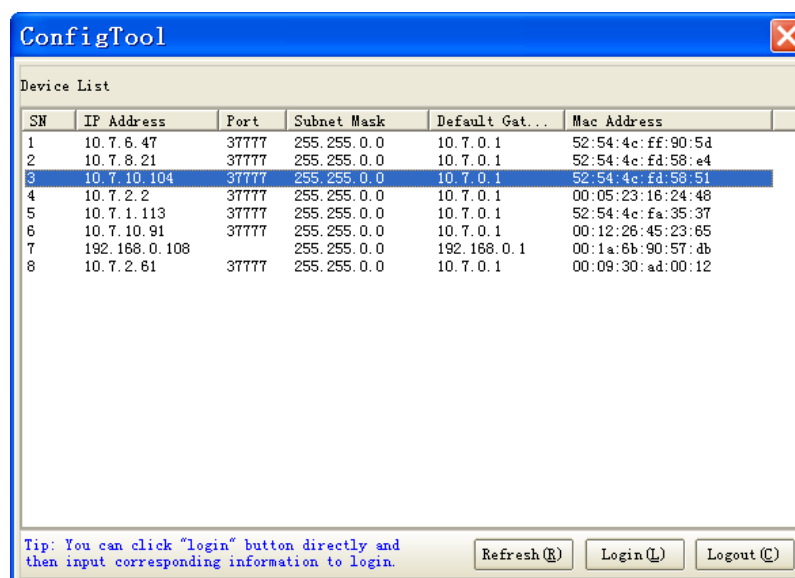 ConfigTool
Device List
SN IP Address Port Subnet Mask Default Gat... Mac Address
1 10.7.6.47 37777 255.255.0.0 10.7.0.1 52:54:4c:ff:90:5d
2 10.7.8.21 37777 255.255.0.0 10.7.0.1 52:54:4c:fd:58:e4
3 10.7.10.104 37777 255.255.0.0 10.7.0.1 52:54:4c:fd:58:51
4 10.7.2.2 37777 255.255.0.0 10.7.0.1 00:05:23:16:24:48
5 10.7.1.113 37777 255.255.0.0 10.7.0.1 52:54:4c:fa:35:37
6 10.7.10.91 37777 255.255.0.0 10.7.0.1 00:12:26:45:23:65
7 192.168.0.108 255.255.0.0 192.168.0.1 00:1a:6b:90:57:db
8 10.7.2.61 37777 255.255.0.0 10.7.0.1 00:09:30:ad:00:12
Tip: You can click "login" button directly and
then input corresponding information to login.
Refresh(R) Login(L) Logout(C)